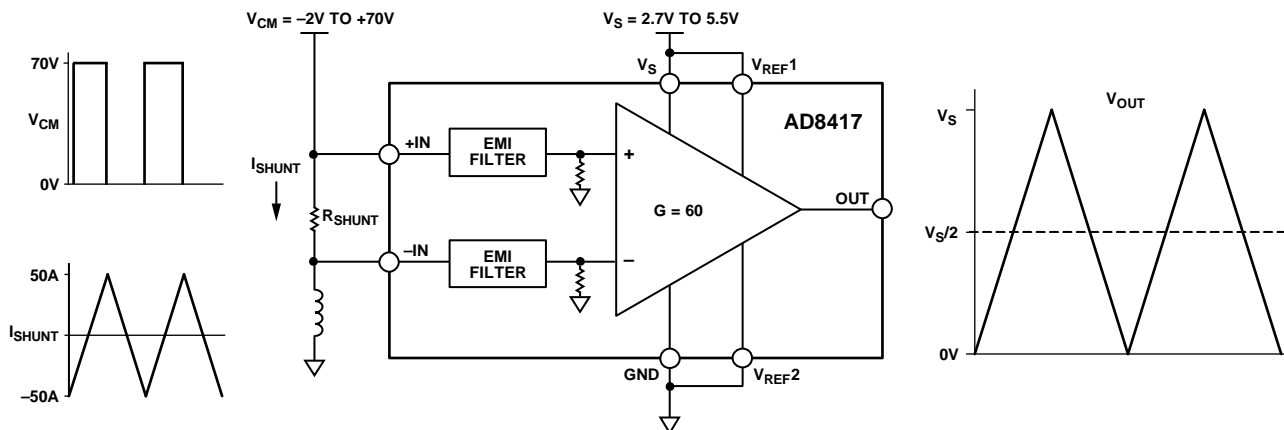 V_CM = –2V TO +70V
V_S = 2.7V TO 5.5V
70V
V_CM
0V
V_S
V_REF1
AD8417
+IN
EMI
FILTER
+
I_SHUNT
R_SHUNT
G = 60
OUT
–IN
EMI
FILTER
–
50A
I_SHUNT
–50A
GND
V_REF2
V_OUT
V_S
V_S/2
0V